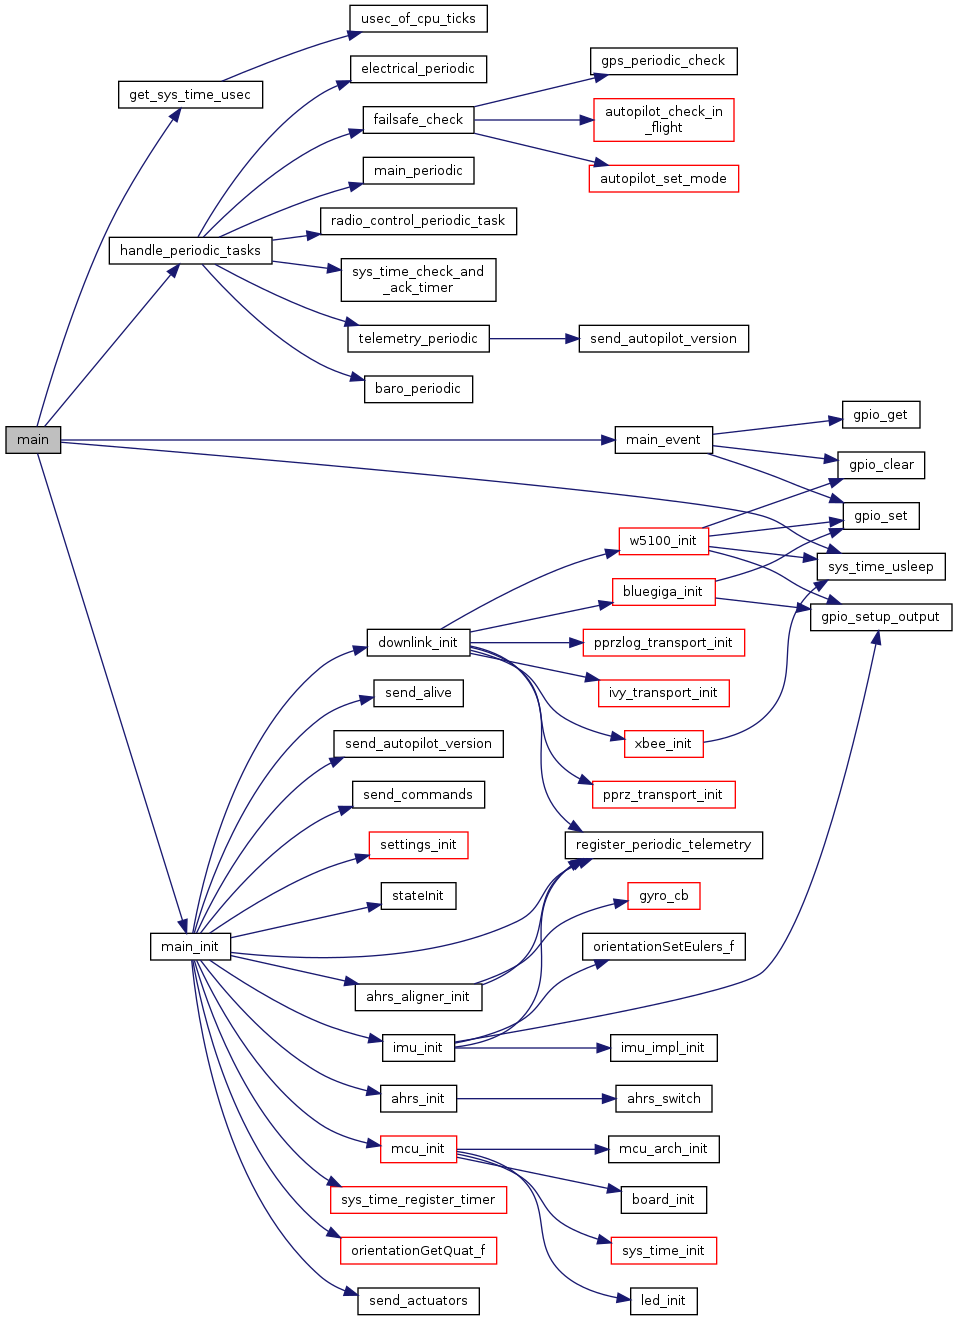 usec_of_cpu_ticks
electrical_periodic
gps_periodic_check
get_sys_time_usec
failsafe_check
autopilot_check_in
_flight
main_periodic
autopilot_set_mode
radio_control_periodic_task
handle_periodic_tasks
sys_time_check_and
_ack_timer
telemetry_periodic
send_autopilot_version
baro_periodic
gpio_get
main
main_event
gpio_clear
gpio_set
w5100_init
sys_time_usleep
bluegiga_init
gpio_setup_output
downlink_init
pprzlog_transport_init
send_alive
ivy_transport_init
send_autopilot_version
xbee_init
send_commands
pprz_transport_init
settings_init
register_periodic_telemetry
stateInit
gyro_cb
main_init
orientationSetEulers_f
ahrs_aligner_init
imu_init
imu_impl_init
ahrs_init
ahrs_switch
mcu_init
mcu_arch_init
sys_time_register_timer
board_init
orientationGetQuat_f
sys_time_init
send_actuators
led_init